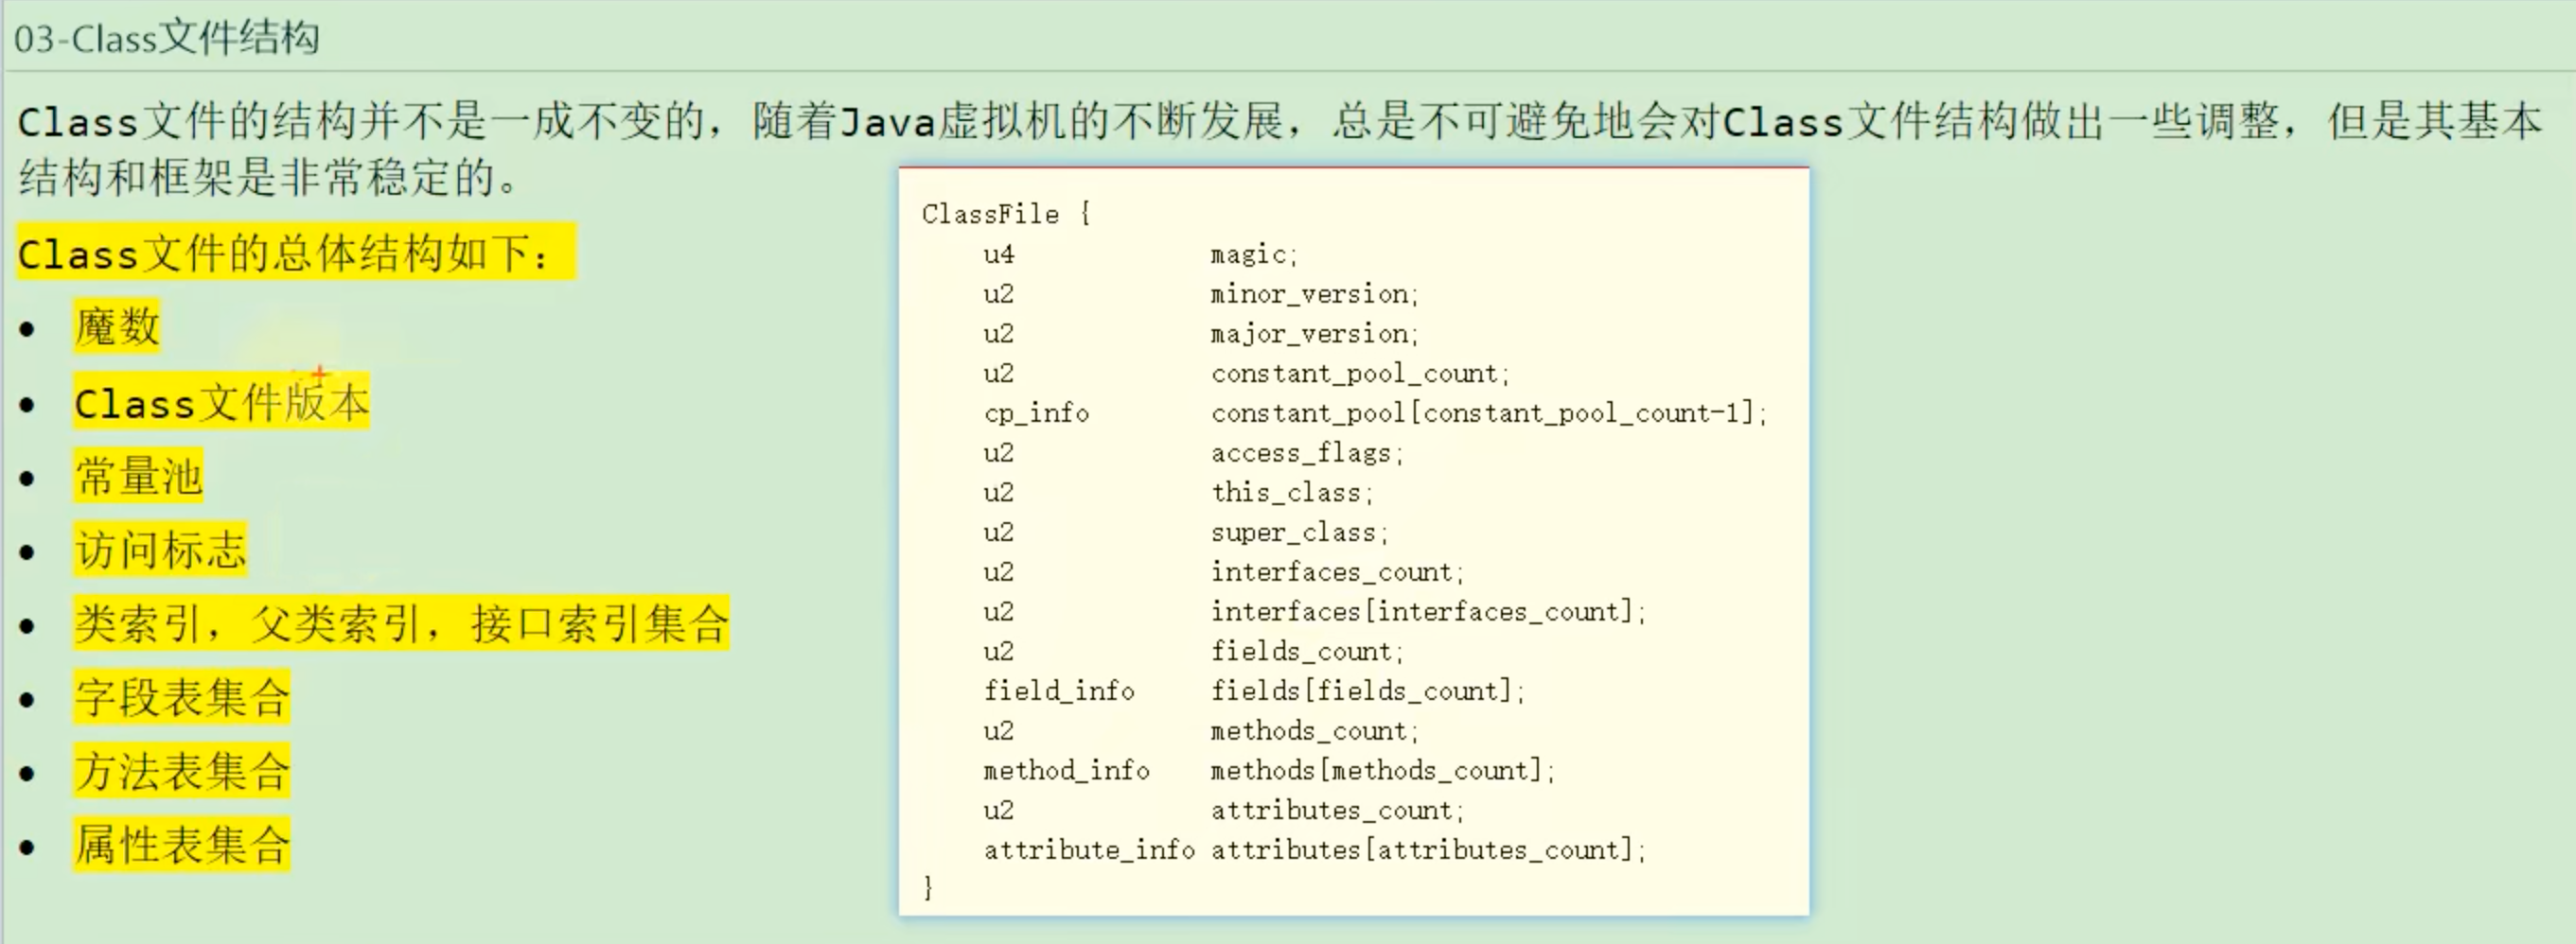 03-Class文件结构
Class文件的结构并不是一成不变的，随着Java虚拟机的不断发展，总是不可避免地会对Class文件结构做出一些调整，但是其基本
结构和框架是非常稳定的。
Class文件的总体结构如下：
• 魔数
• Class文件版本
• 常量池
• 访问标志
• 类索引，父类索引，接口索引集合
• 字段表集合
• 方法表集合
• 属性表集合
ClassFile {
    u4             magic;
    u2             minor_version;
    u2             major_version;
    u2             constant_pool_count;
    cp_info        constant_pool[constant_pool_count-1];
    u2             access_flags;
    u2             this_class;
    u2             super_class;
    u2             interfaces_count;
    u2             interfaces[interfaces_count];
    u2             fields_count;
    field_info     fields[fields_count];
    u2             methods_count;
    method_info    methods[methods_count];
    u2             attributes_count;
    attribute_info attributes[attributes_count];
}